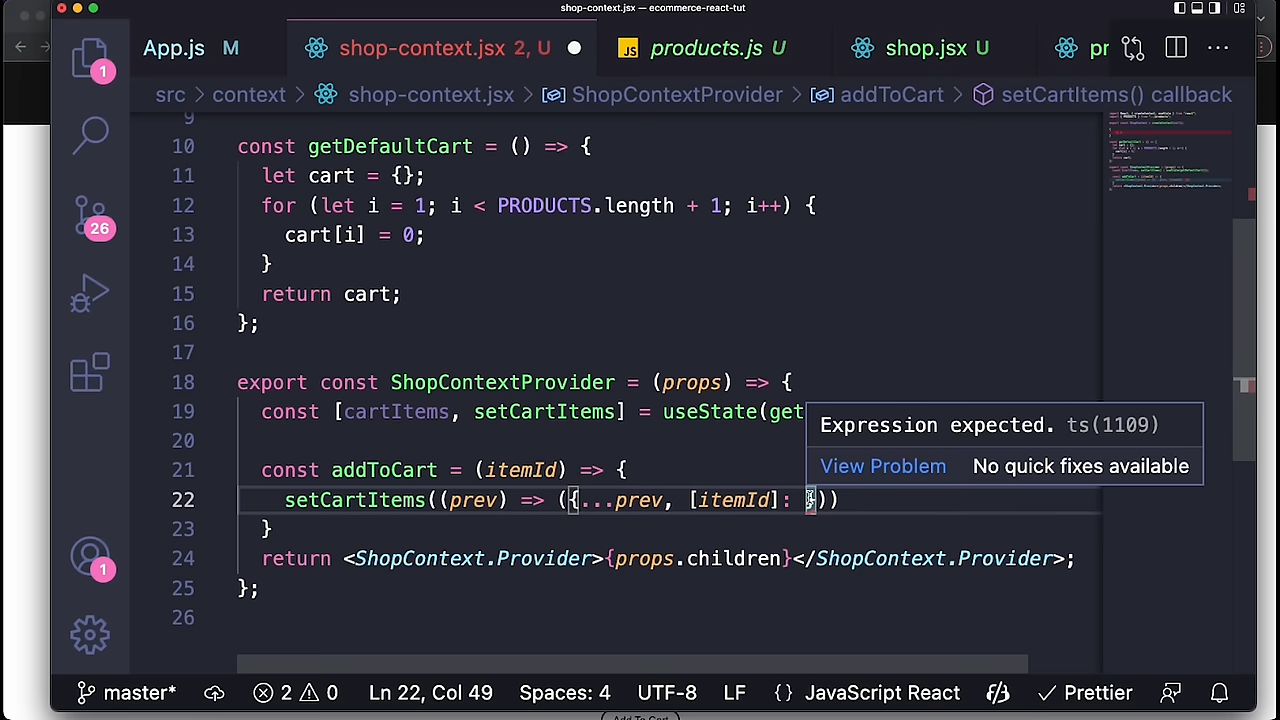 shop-context.jsx — ecommerce-react-tut
App.js M
shop-context.jsx 2, U
JS products.js U
shop.jsx U
pr
1
src > context > shop-context.jsx > ShopContextProvider > addToCart > setCartItems() callback
9
10 const getDefaultCart = () => {
11 let cart = {};
12 for (let i = 1; i < PRODUCTS.length + 1; i++) {
13 cart[i] = 0;
14 }
15 return cart;
16 };
17
18 export const ShopContextProvider = (props) => {
19 const [cartItems, setCartItems] = useState(get
20
21 const addToCart = (itemId) => {
22 setCartItems((prev) => ({...prev, [itemId]: }))
23 }
24 return <ShopContext.Provider>{props.children}</ShopContext.Provider>;
25 };
26
Expression expected. ts(1109)
View Problem No quick fixes available
26
1
master* 2 0 Ln 22, Col 49 Spaces: 4 UTF-8 LF {} JavaScript React Prettier
Add To Cart